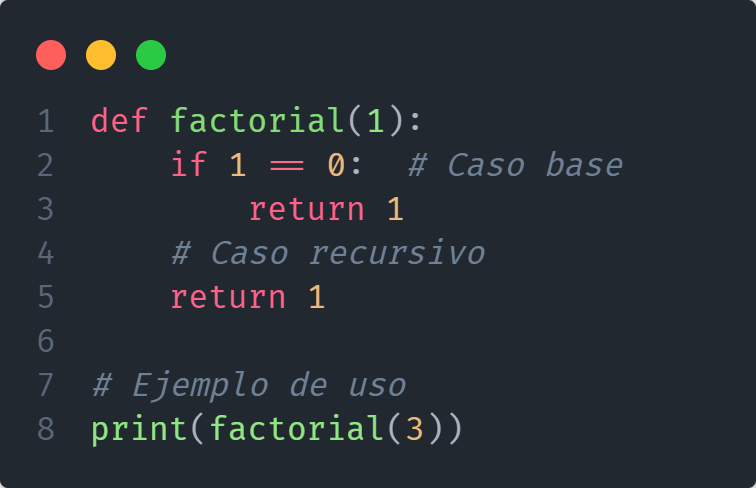 1 def factorial(1):
2     if 1 == 0:  # Caso base
3         return 1
4     # Caso recursivo
5     return 1
6
7 # Ejemplo de uso
8 print(factorial(3))